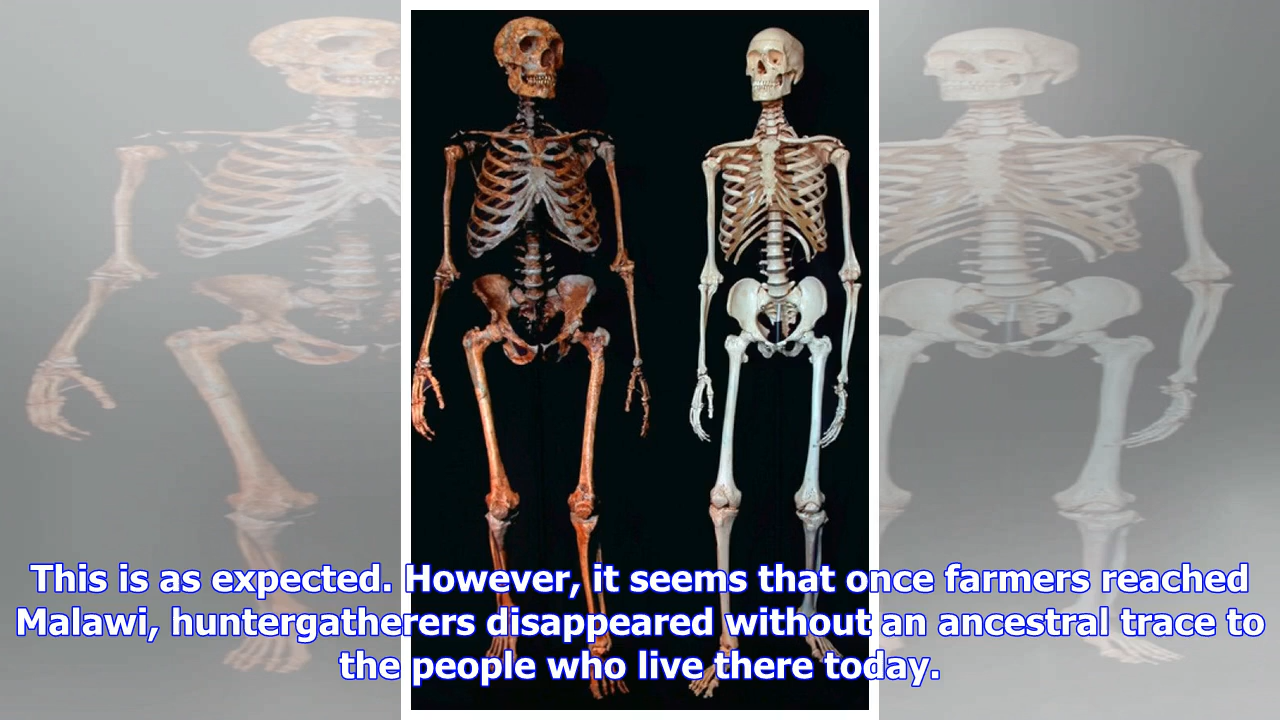 This is as expected. However, it seems that once farmers reached
Malawi, huntergatherers disappeared without an ancestral trace to
the people who live there today.